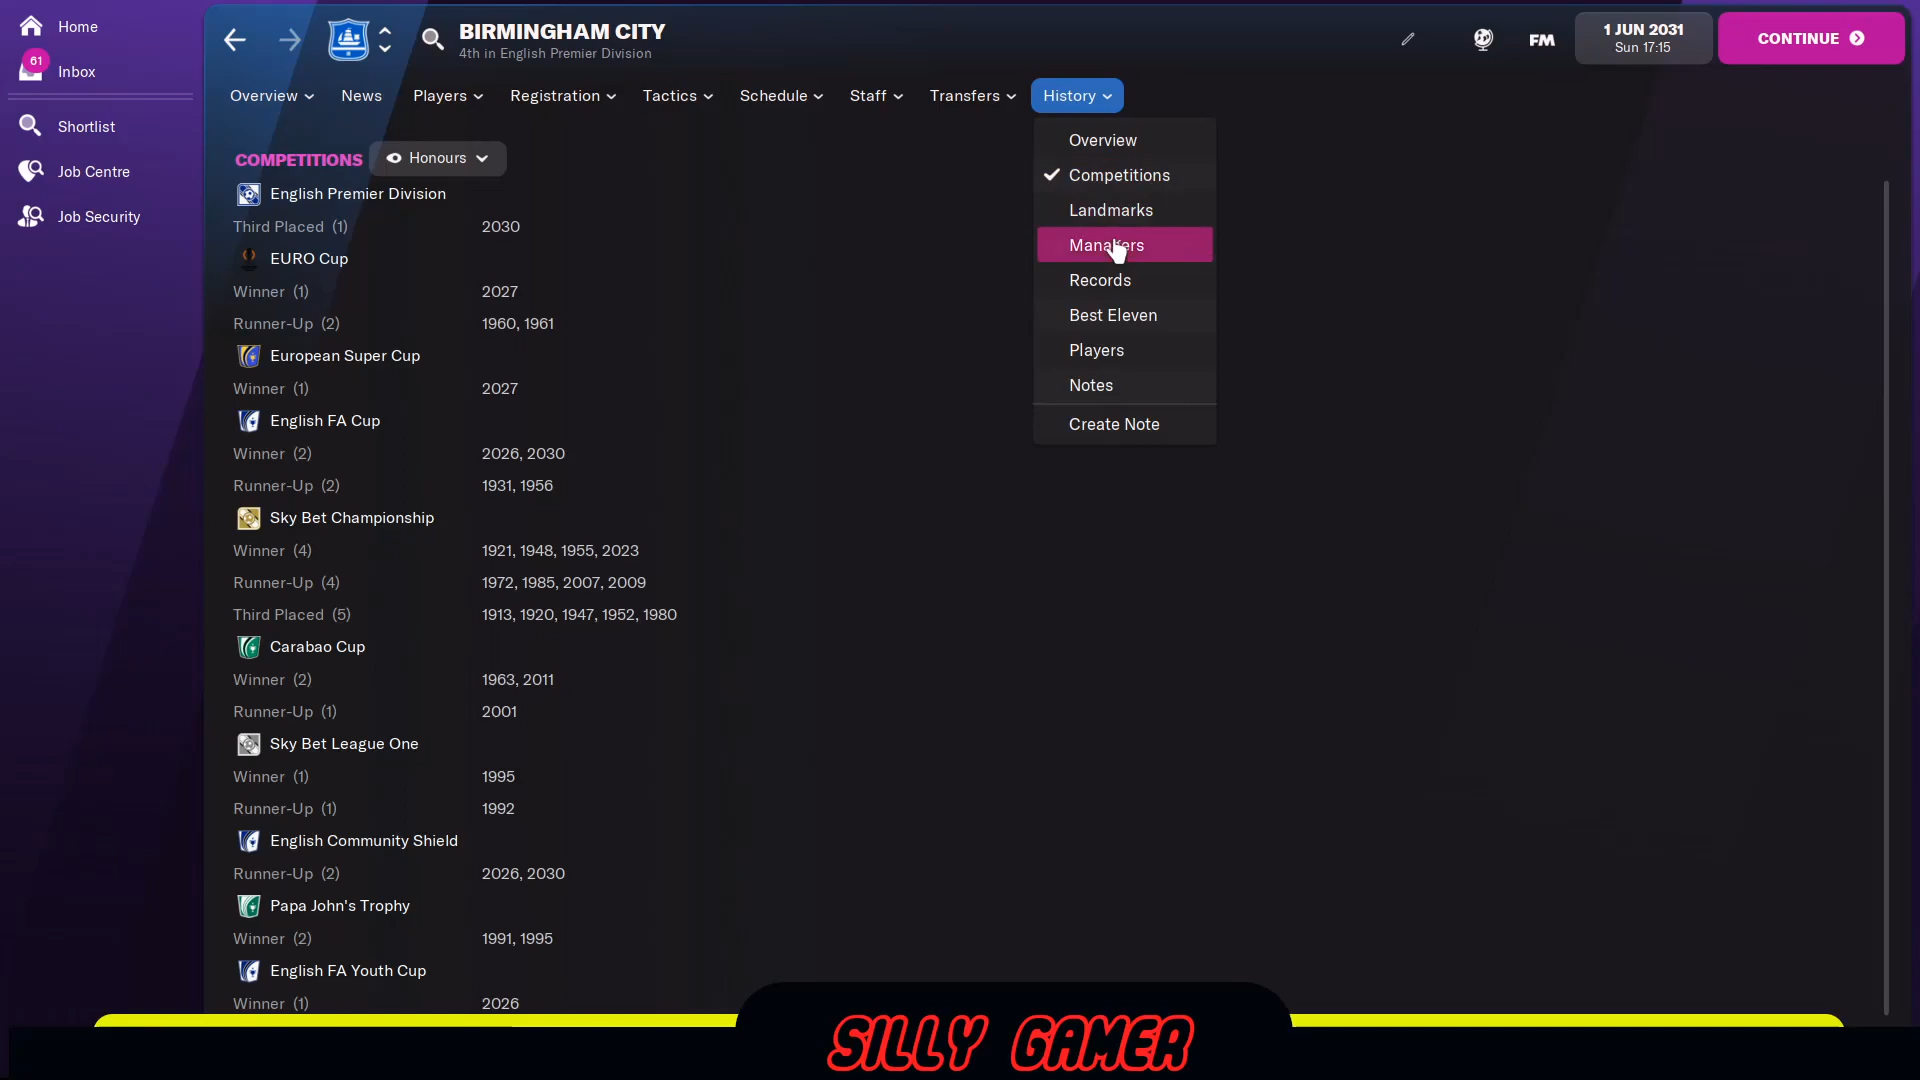 Home
61
Inbox
Shortlist
Job Centre
Job Security
BIRMINGHAM CITY
4th in English Premier Division
FM
1 JUN 2031
Sun 17:15
CONTINUE
Overview News Players Registration Tactics Schedule Staff Transfers History
Overview
Competitions
Landmarks
Managers
Records
Best Eleven
Players
Notes
Create Note
COMPETITIONS Honours
English Premier Division
Third Placed (1) 2030
EURO Cup
Winner (1) 2027
Runner-Up (2) 1960, 1961
European Super Cup
Winner (1) 2027
English FA Cup
Winner (2) 2026, 2030
Runner-Up (2) 1931, 1956
Sky Bet Championship
Winner (4) 1921, 1948, 1955, 2023
Runner-Up (4) 1972, 1985, 2007, 2009
Third Placed (5) 1913, 1920, 1947, 1952, 1980
Carabao Cup
Winner (2) 1963, 2011
Runner-Up (1) 2001
Sky Bet League One
Winner (1) 1995
Runner-Up (1) 1992
English Community Shield
Runner-Up (2) 2026, 2030
Papa John's Trophy
Winner (2) 1991, 1995
English FA Youth Cup
Winner (1) 2026
SILLY GAMER